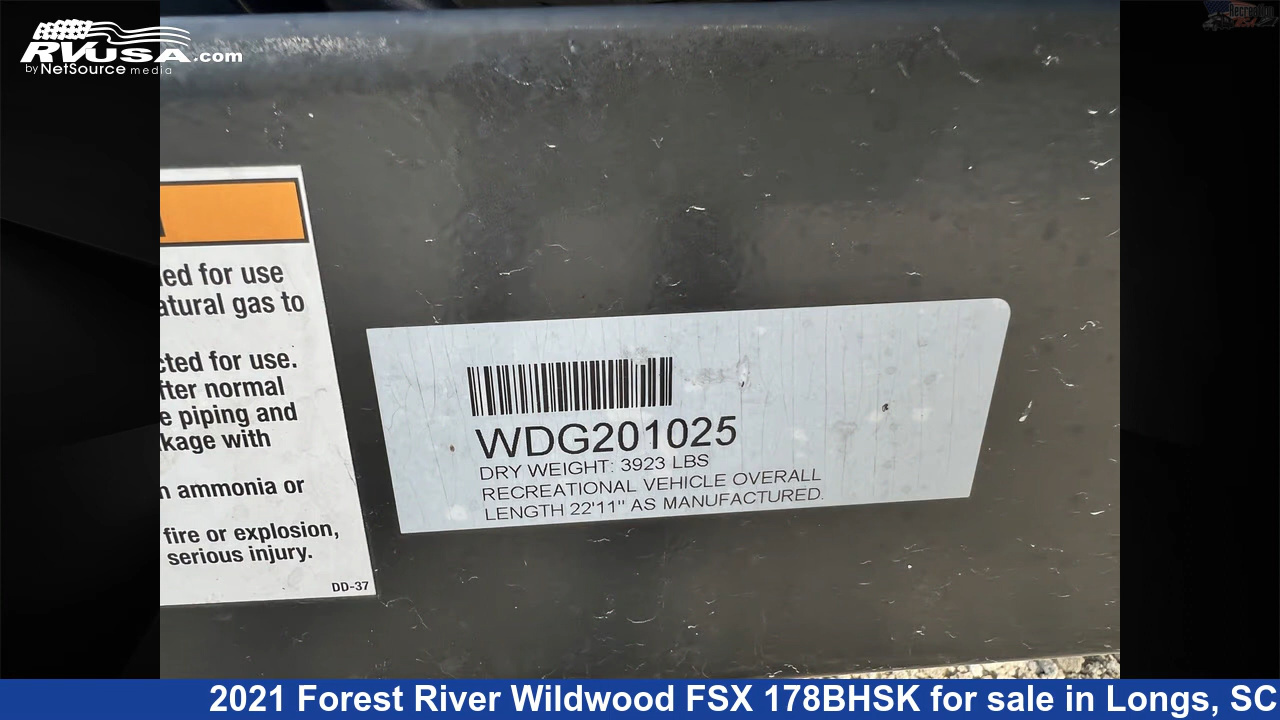 RVUSA.com
by NetSource media
ed for use
atural gas to
cted for use.
fter normal
e piping and
kage with
n ammonia or
fire or explosion,
serious injury.
DD-37
WDG201025
DRY WEIGHT: 3923 LBS
RECREATIONAL VEHICLE OVERALL
LENGTH 22'11" AS MANUFACTURED.
2021 Forest River Wildwood FSX 178BHSK for sale in Longs, SC